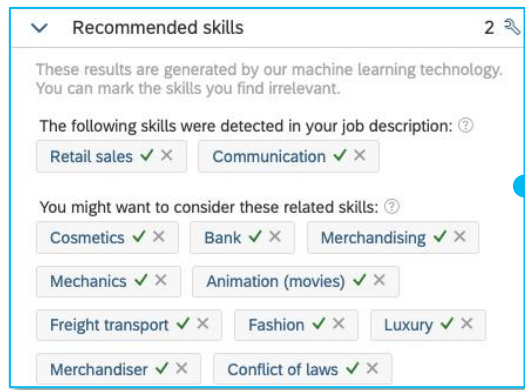 Recommended skills 2
These results are generated by our machine learning technology.
You can mark the skills you find irrelevant.
The following skills were detected in your job description: ?
Retail sales ✓ × Communication ✓ ×
You might want to consider these related skills: ?
Cosmetics ✓ × Bank ✓ × Merchandising ✓ ×
Mechanics ✓ × Animation (movies) ✓ ×
Freight transport ✓ × Fashion ✓ × Luxury ✓ ×
Merchandiser ✓ × Conflict of laws ✓ ×